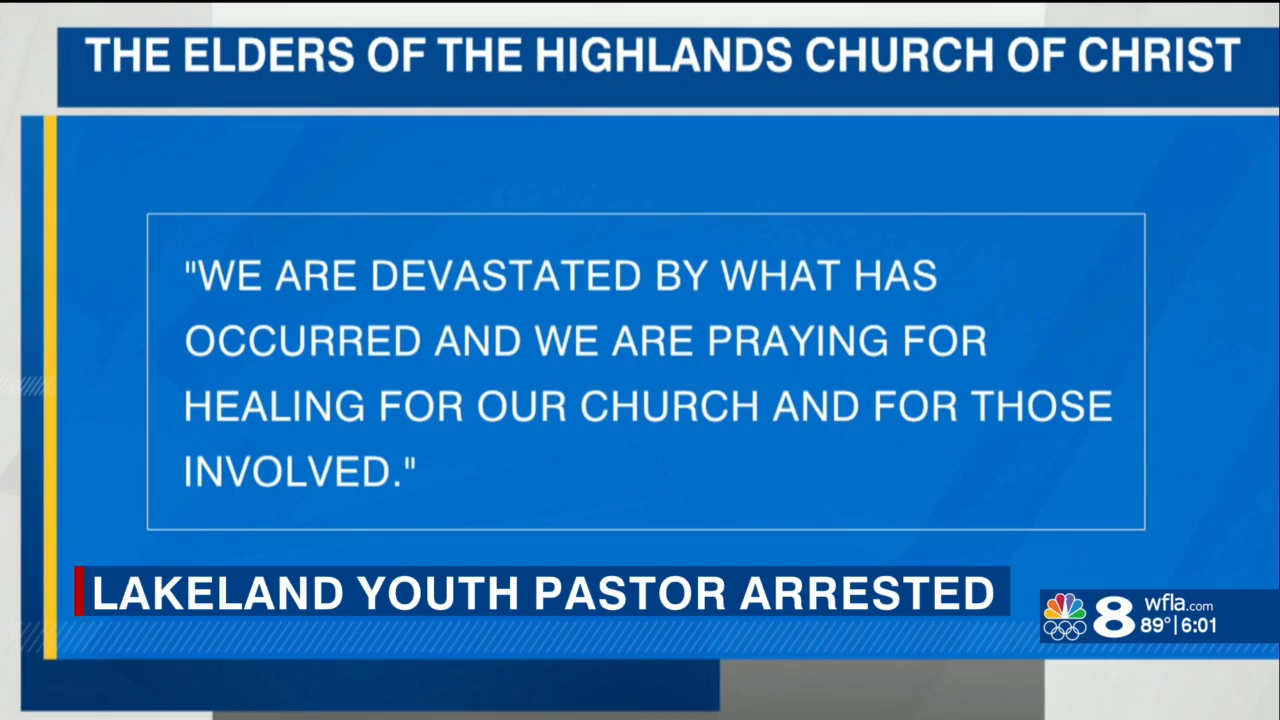 THE ELDERS OF THE HIGHLANDS CHURCH OF CHRIST
"WE ARE DEVASTATED BY WHAT HAS
OCCURRED AND WE ARE PRAYING FOR
HEALING FOR OUR CHURCH AND FOR THOSE
INVOLVED."
LAKELAND YOUTH PASTOR ARRESTED
8 wfla.com
89° | 6:01